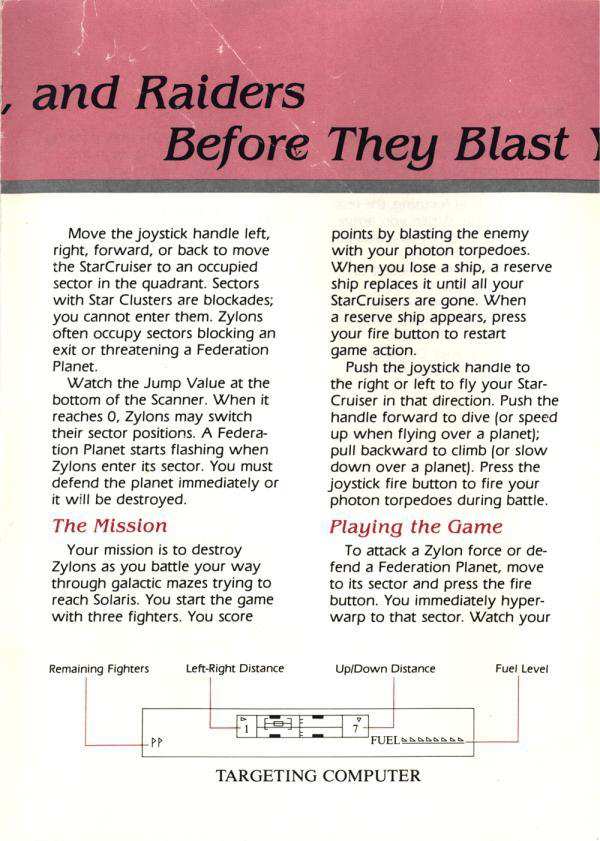 , and Raiders
Before They Blast
Move the joystick handle left,
right, forward, or back to move
the StarCruiser to an occupied
sector in the quadrant. Sectors
with Star Clusters are blockades;
you cannot enter them. Zylons
often occupy sectors blocking an
exit or threatening a Federation
Planet.
Watch the Jump Value at the
bottom of the Scanner. When it
reaches 0, Zylons may switch
their sector positions. A Federa-
tion Planet starts flashing when
Zylons enter its sector. You must
defend the planet immediately or
it will be destroyed.
The Mission
Your mission is to destroy
Zylons as you battle your way
through galactic mazes trying to
reach Solaris. You start the game
with three fighters. You score
points by blasting the enemy
with your photon torpedoes.
When you lose a ship, a reserve
ship replaces it until all your
StarCruisers are gone. When
a reserve ship appears, press
your fire button to restart
game action.
Push the joystick handle to
the right or left to fly your Star-
Cruiser in that direction. Push the
handle forward to dive (or speed
up when flying over a planet);
pull backward to climb (or slow
down over a planet). Press the
joystick fire button to fire your
photon torpedoes during battle.
Playing the Game
To attack a Zylon force or de-
fend a Federation Planet, move
to its sector and press the fire
button. You immediately hyper-
warp to that sector. Watch your
Remaining Fighters
Left-Right Distance
Up/Down Distance
Fuel Level
1
7
FUEL
TARGETING COMPUTER